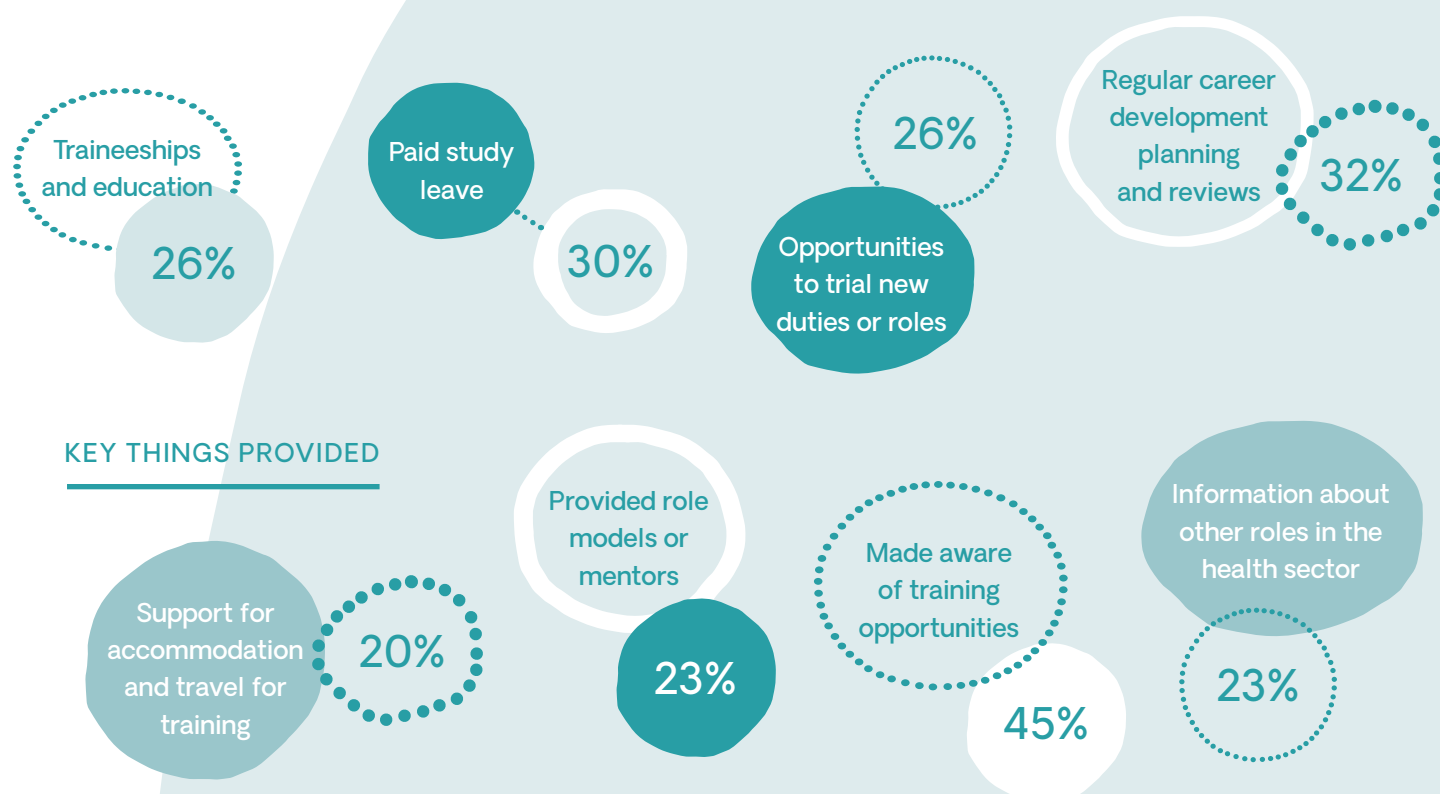 Traineeships
and education
26%
Paid study
leave
30%
26%
Opportunities
to trial new
duties or roles
Regular career
development
planning
and reviews
32%
KEY THINGS PROVIDED
Support for
accommodation
and travel for
training
20%
Provided role
models or
mentors
23%
Made aware
of training
opportunities
45%
Information about
other roles in the
health sector
23%